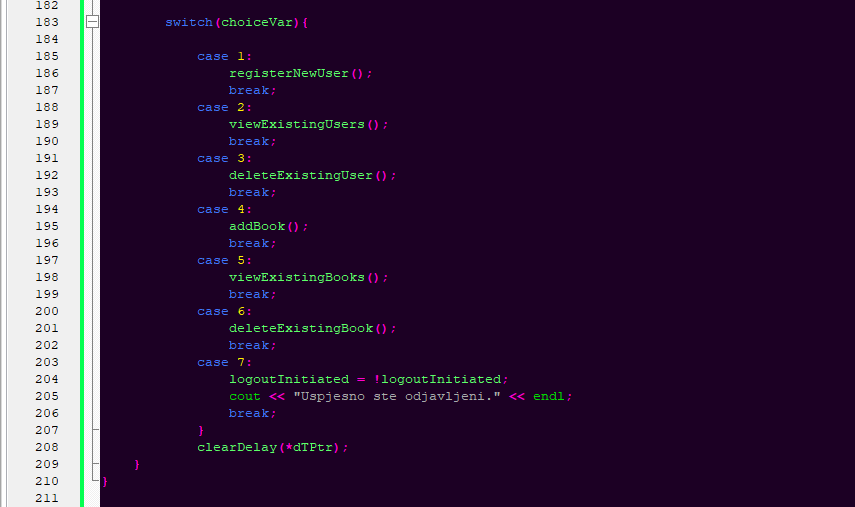 182
183 switch(choiceVar){
184
185 case 1:
186 registerNewUser();
187 break;
188 case 2:
189 viewExistingUsers();
190 break;
191 case 3:
192 deleteExistingUser();
193 break;
194 case 4:
195 addBook();
196 break;
197 case 5:
198 viewExistingBooks();
199 break;
200 case 6:
201 deleteExistingBook();
202 break;
203 case 7:
204 logoutInitiated = !logoutInitiated;
205 cout << "Uspjesno ste odjavljeni." << endl;
206 break;
207 }
208 clearDelay(*dTPtr);
209 }
210 }
211